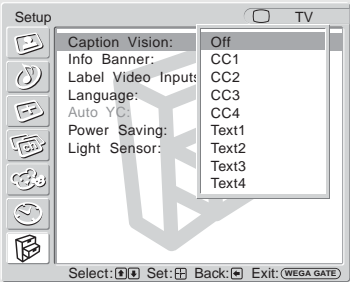 Setup
TV
Caption Vision:
Info Banner:
Label Video Inputs
Language:
Auto YC:
Power Saving:
Light Sensor:
Off
CC1
CC2
CC3
CC4
Text1
Text2
Text3
Text4
Select: Set: Back: Exit: WEGA GATE